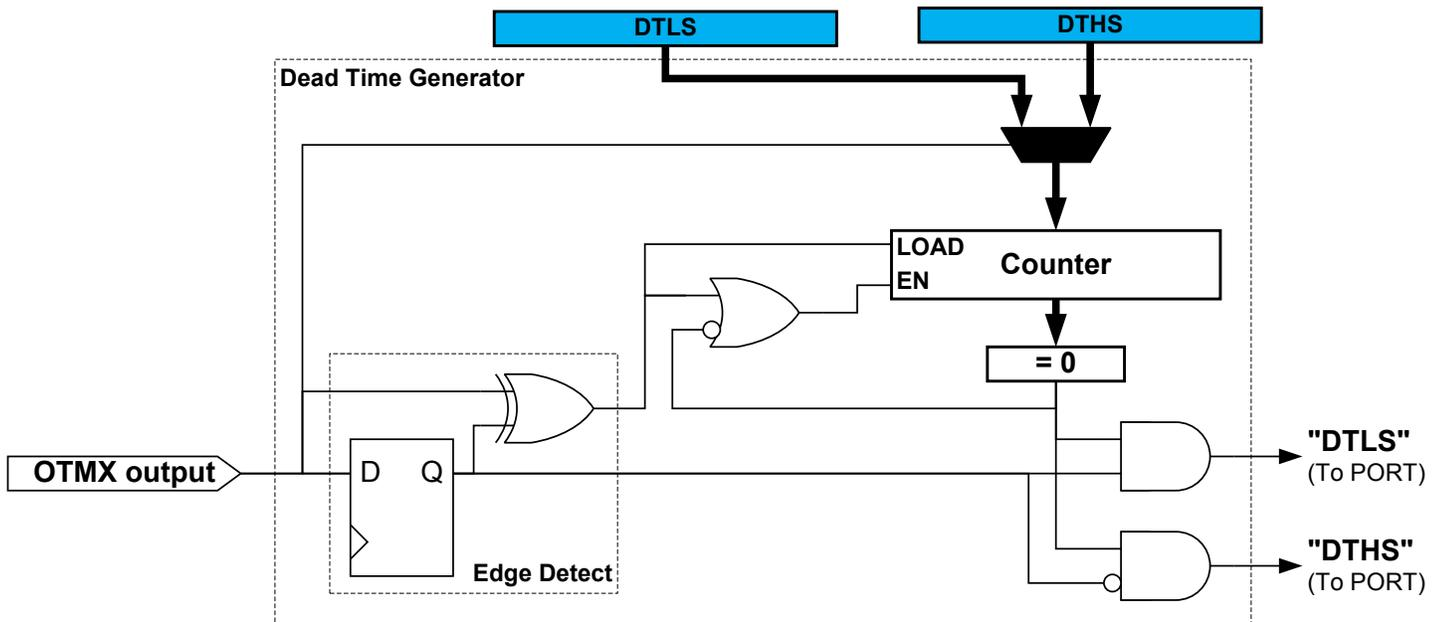 DTLS
DTHS
Dead Time Generator
LOAD
EN
Counter
= 0
OTMX output
D
Q
Edge Detect
"DTLS"
(To PORT)
"DTHS"
(To PORT)